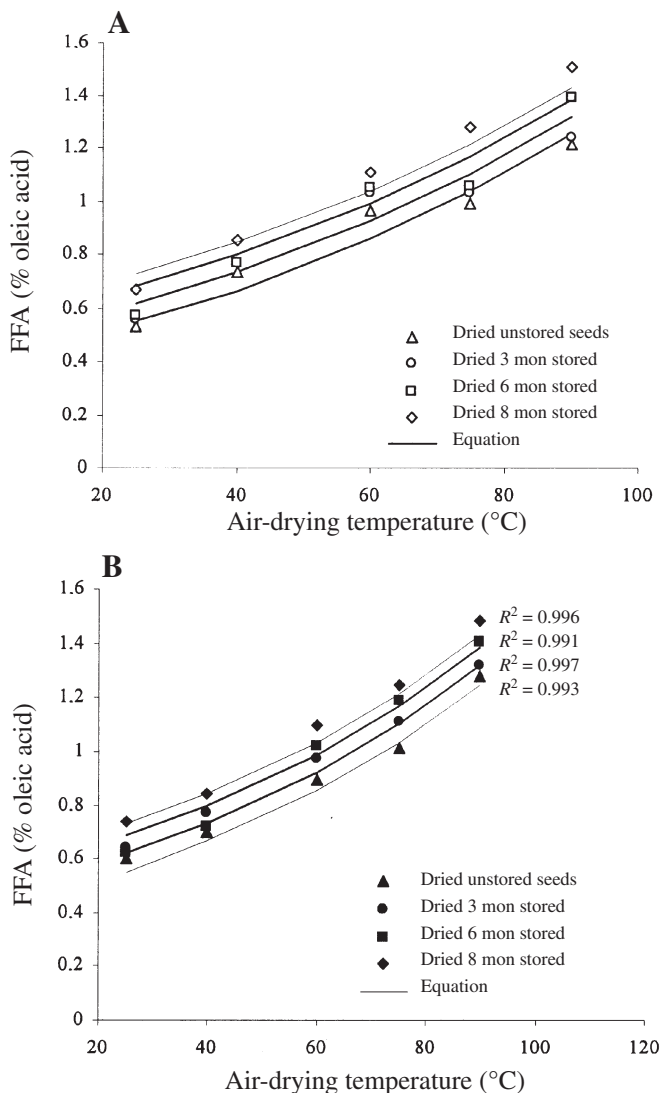 A
1.6
1.4
1.2
1
0.8
0.6
0.4
0.2
0
FFA (% oleic acid)
Dried unstored seeds
Dried 3 mon stored
Dried 6 mon stored
Dried 8 mon stored
Equation
20 40 60 80 100
Air-drying temperature (°C)
B
1.6
1.4
1.2
1
0.8
0.6
0.4
0.2
0
FFA (% oleic acid)
R² = 0.996
R² = 0.991
R² = 0.997
R² = 0.993
Dried unstored seeds
Dried 3 mon stored
Dried 6 mon stored
Dried 8 mon stored
Equation
20 40 60 80 100 120
Air-drying temperature (°C)